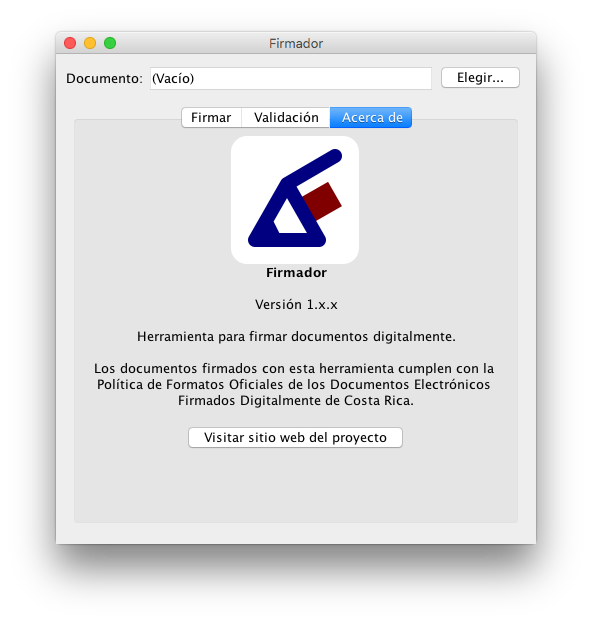 Firmador
Documento: (Vacío) Elegir...
Firmar Validación Acerca de
Firmador
Versión 1.x.x
Herramienta para firmar documentos digitalmente.
Los documentos firmados con esta herramienta cumplen con la
Política de Formatos Oficiales de los Documentos Electrónicos
Firmados Digitalmente de Costa Rica.
Visitar sitio web del proyecto